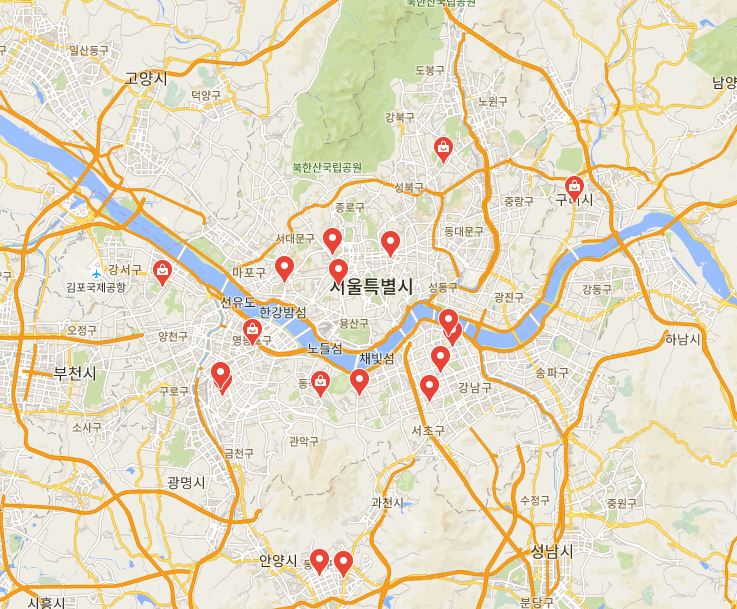 북한산국립공원
일산동구
고양시
도봉구
남양
덕양구
노원구
강북구
북한산국립공원
성북구
중랑구
종로구
서대문구
동대문구
강서구
마포구
김포국제공항
서울특별시
성동구
강동구
선유도
광진구
한강밤섬
오정구
양천구
용산구
노들섬
채빛섬
하남시
부천시
송파구
구로구
강남구
소사구
서초구
관악구
금천구
광명시
과천시
수정구
중원구
안양시
성남시
시흥시
분당구